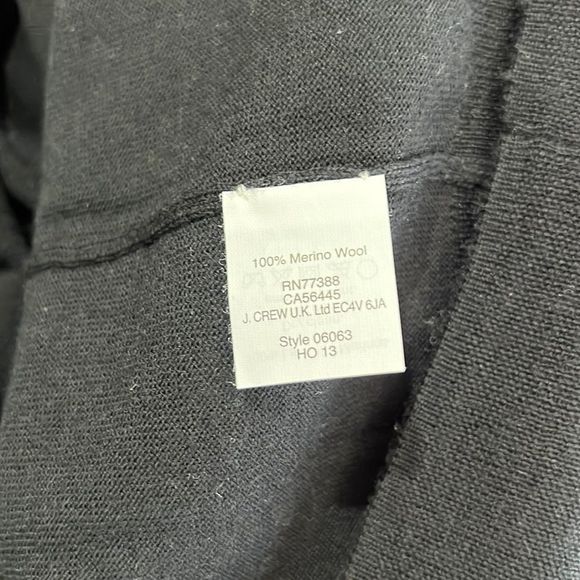 100% Merino Wool
RN77388
CA56445
J. CREW U.K. Ltd EC4V 6JA
Style 06063
HO 13